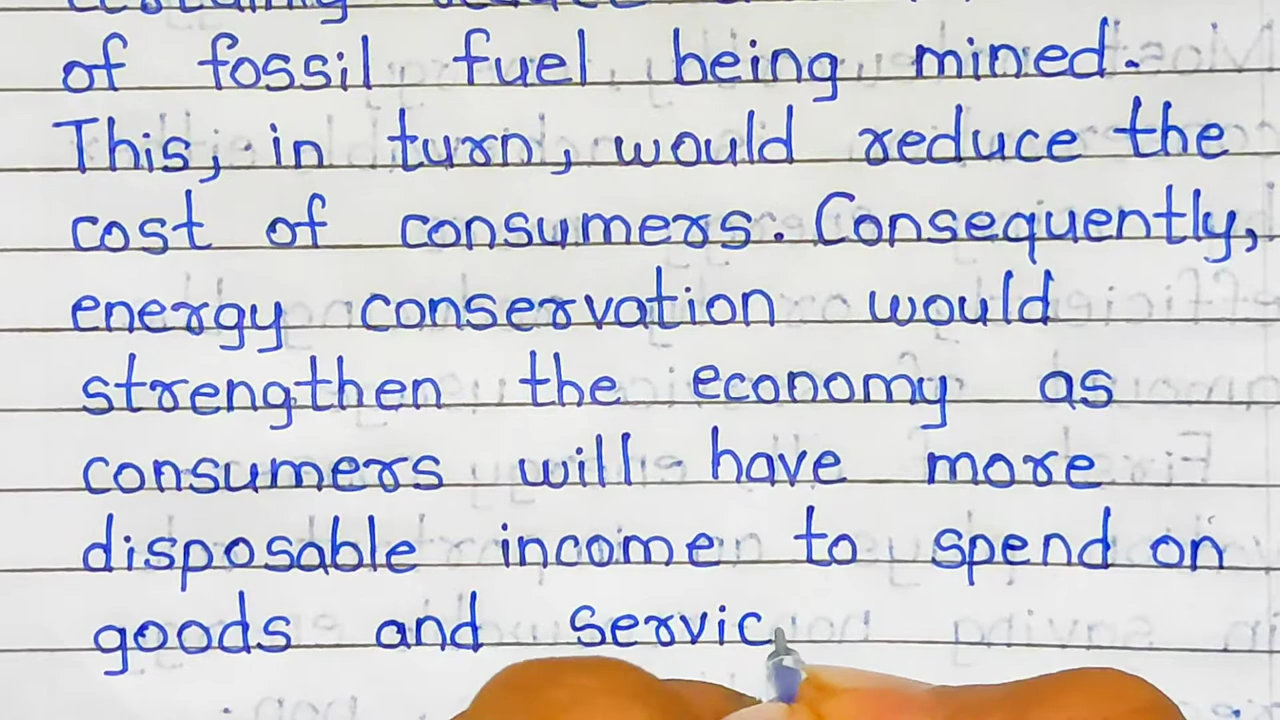 of fossil fuel being mined.
This, in turn, would reduce the
cost of consumers. Consequently,
energy conservation would
strengthen the economy as
consumers will have more
disposable income to spend on
goods and servic